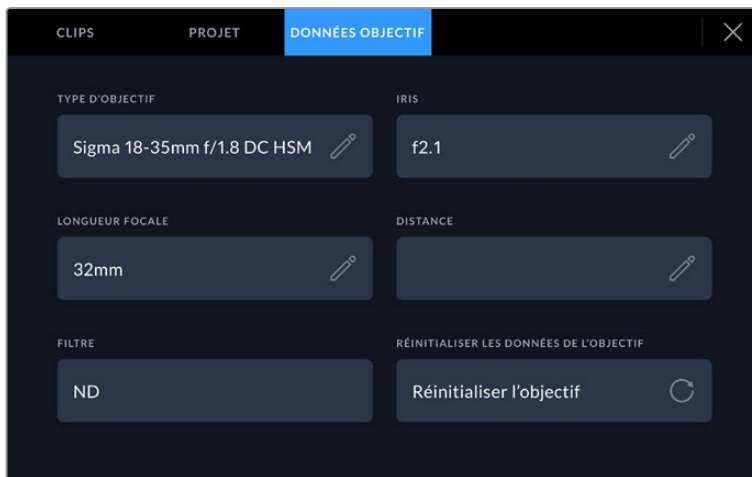 CLIPS PROJET DONNÉES OBJECTIF
TYPE D'OBJECTIF IRIS
Sigma 18-35mm f/1.8 DC HSM f2.1
LONGUEUR FOCALE DISTANCE
32mm
FILTRE RÉINITIALISER LES DONNÉES DE L'OBJECTIF
ND Réinitialiser l'objectif